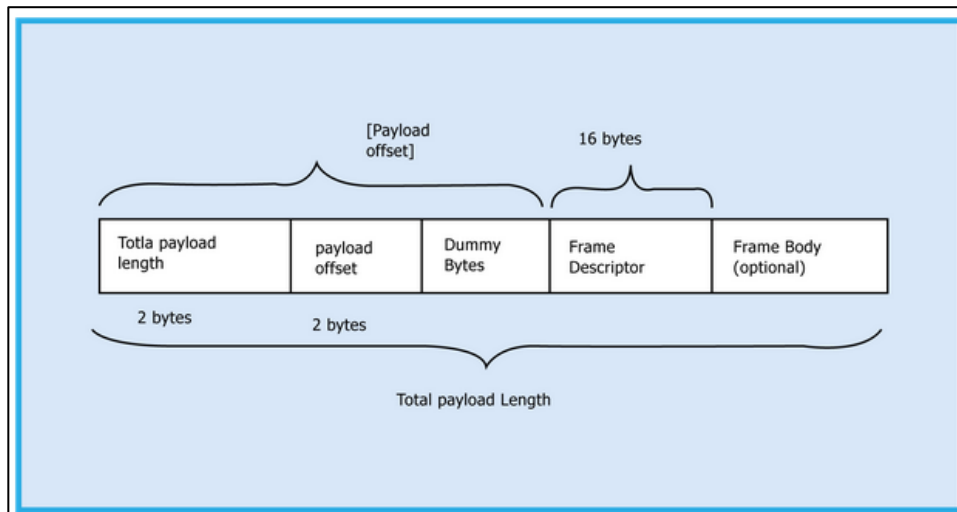 [Payload
offset]
16 bytes
Totla payload
length
payload
offset
Dummy
Bytes
Frame
Descriptor
Frame Body
(optional)
2 bytes
2 bytes
Total payload Length